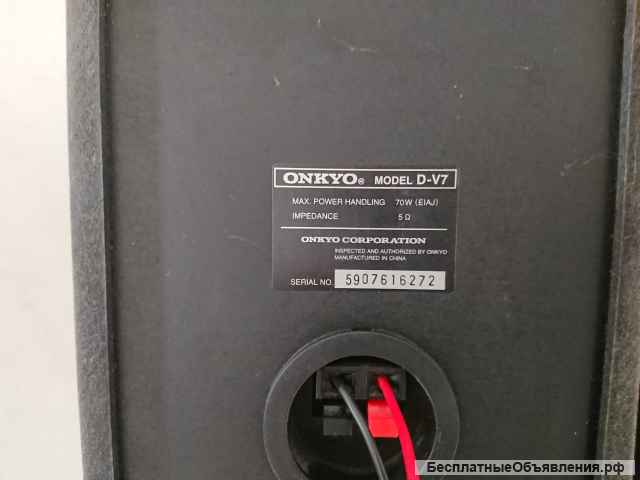 ONKYO® MODEL D-V7
MAX. POWER HANDLING 70W (EIAJ)
IMPEDANCE 5 Ω
ONKYO CORPORATION
INSPECTED AND AUTHORIZED BY ONKYO
MANUFACTURED IN CHINA
SERIAL NO. 5907616272
БесплатныеОбъявления.рф